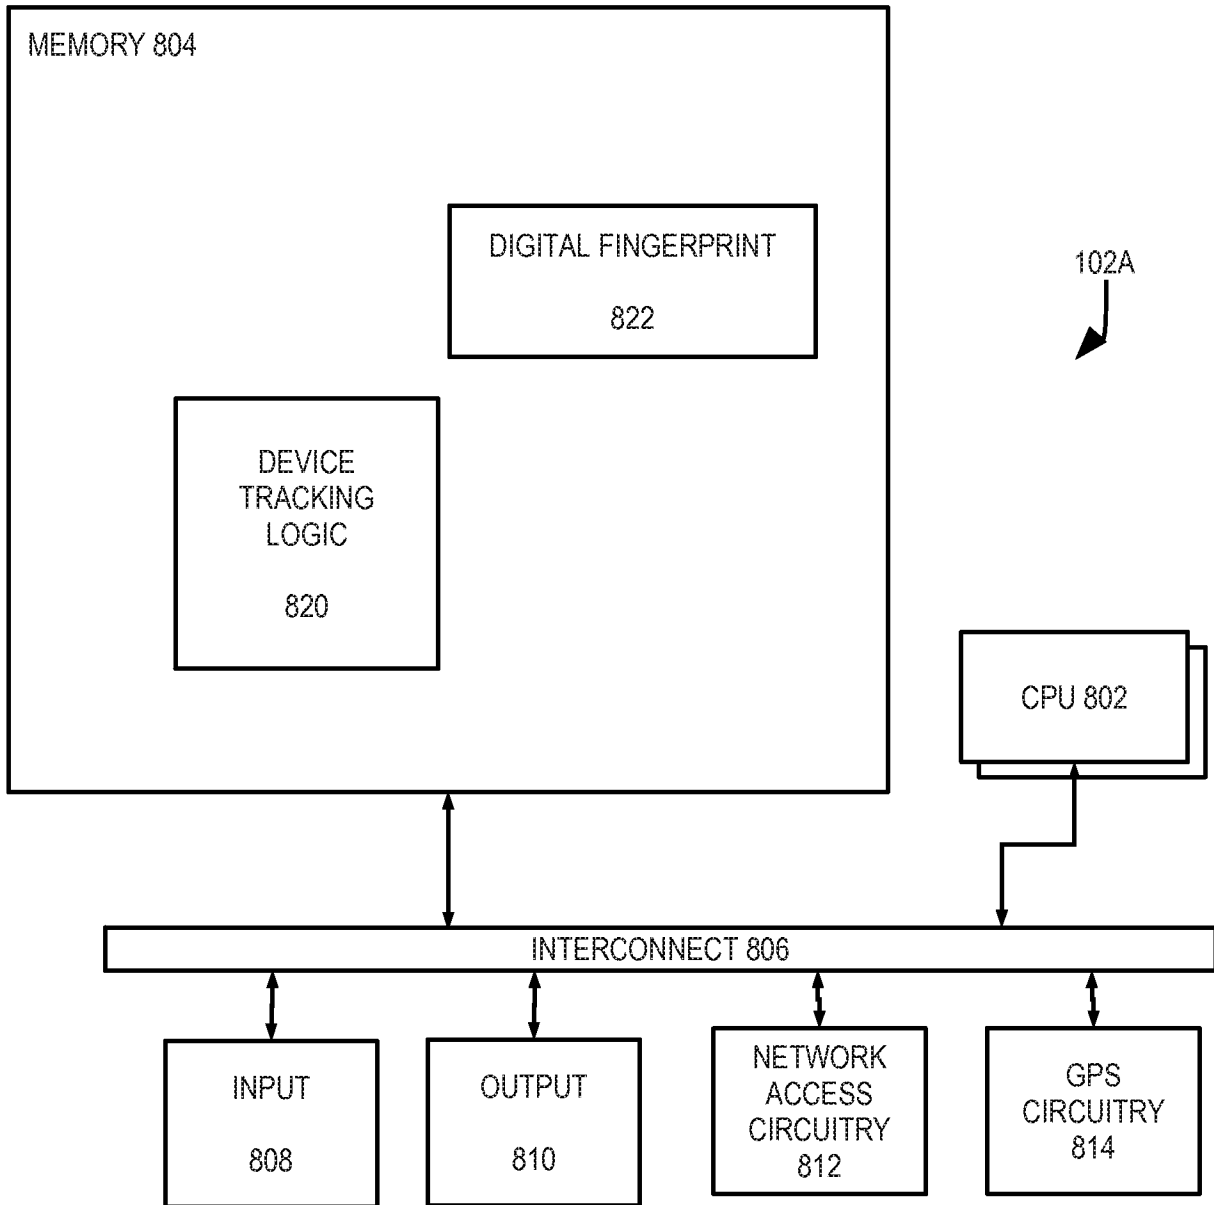 MEMORY 804
DIGITAL FINGERPRINT
822
102A
DEVICE
TRACKING
LOGIC
820
CPU 802
INTERCONNECT 806
INPUT
808
OUTPUT
810
NETWORK
ACCESS
CIRCUITRY
812
GPS
CIRCUITRY
814